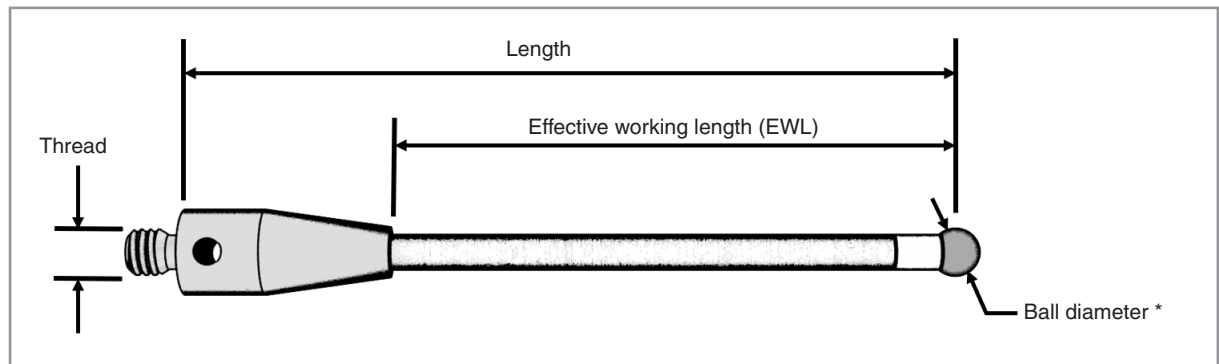 Length
Effective working length (EWL)
Thread
Ball diameter *